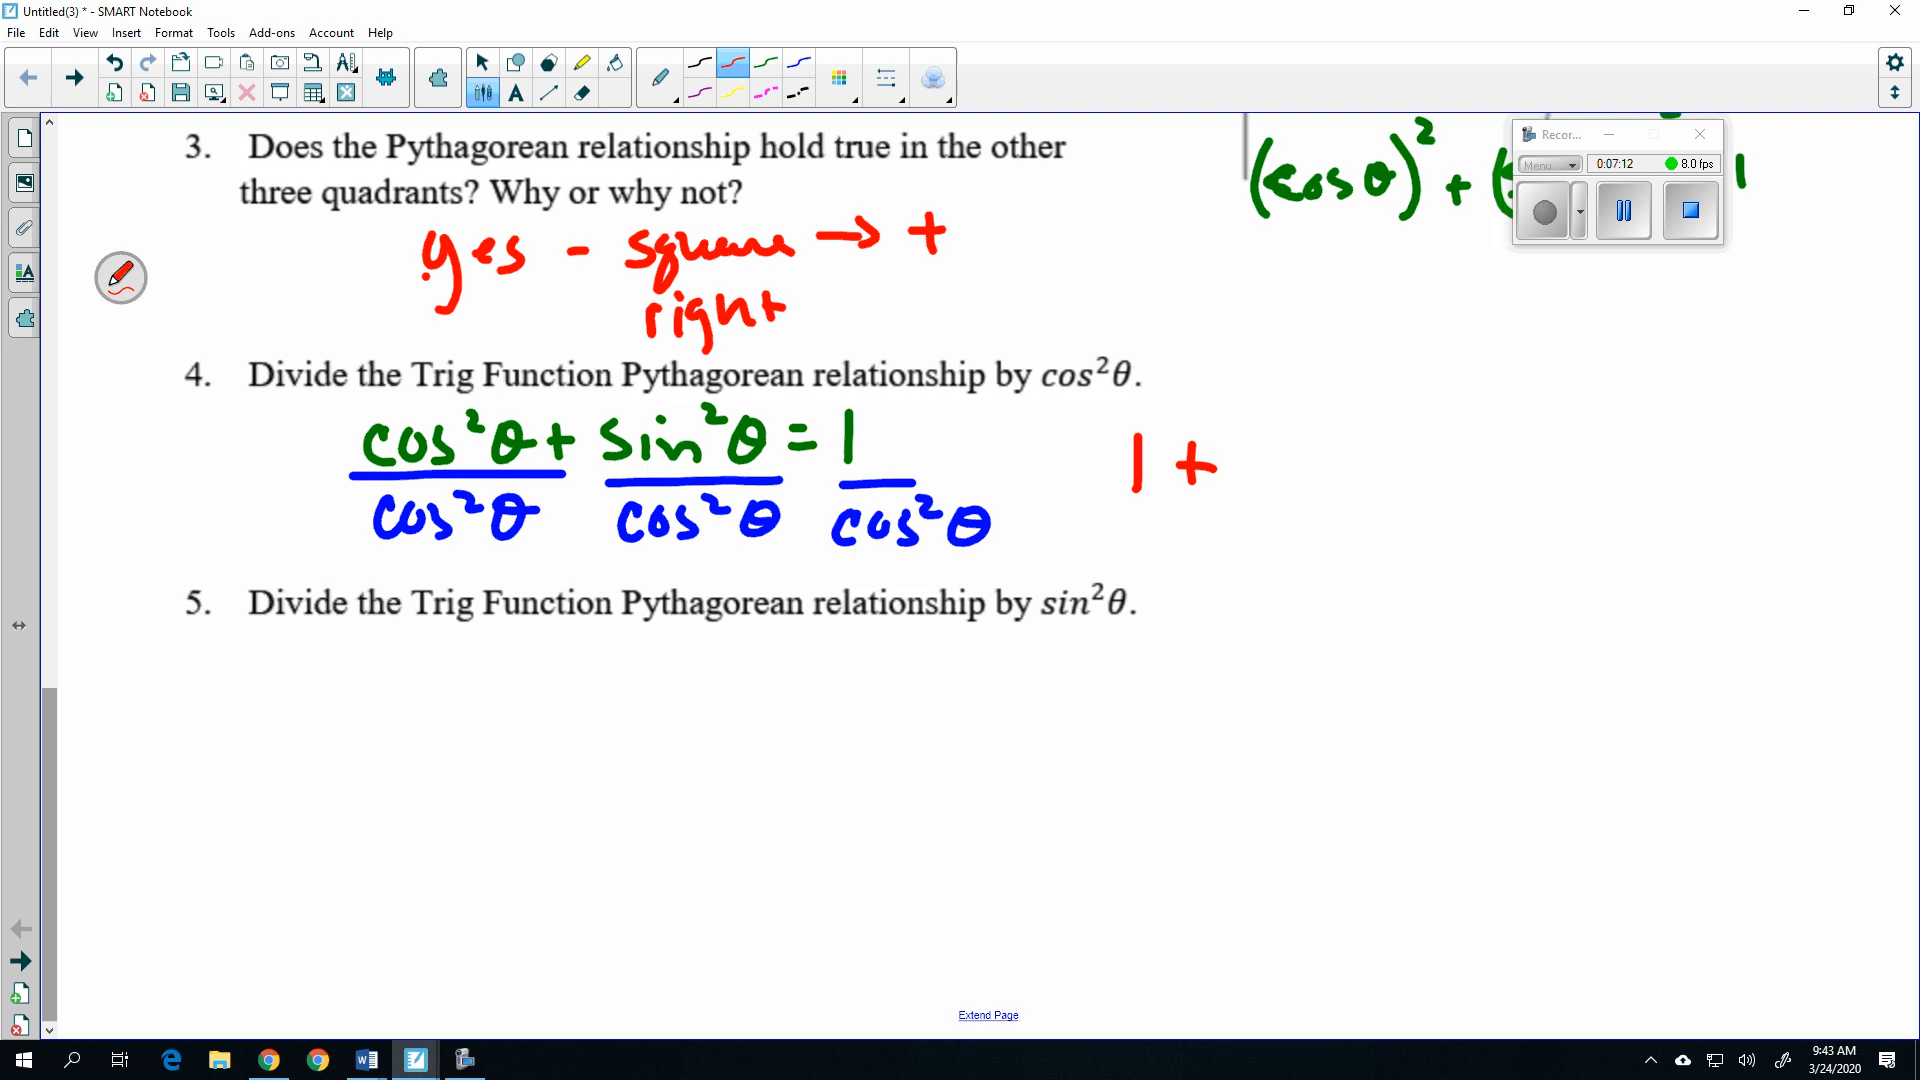 Untitled(3) * - SMART Notebook
File Edit View Insert Format Tools Add-ons Account Help
Recor...
Menu 0:07:12 8.0 fps
3. Does the Pythagorean relationship hold true in the other
three quadrants? Why or why not?
(cos θ)² + ( 1
yes - square → +
right
4. Divide the Trig Function Pythagorean relationship by cos²θ.
cos²θ + sin²θ = 1
cos²θ cos²θ cos²θ
1 +
5. Divide the Trig Function Pythagorean relationship by sin²θ.
Extend Page
9:43 AM
3/24/2020